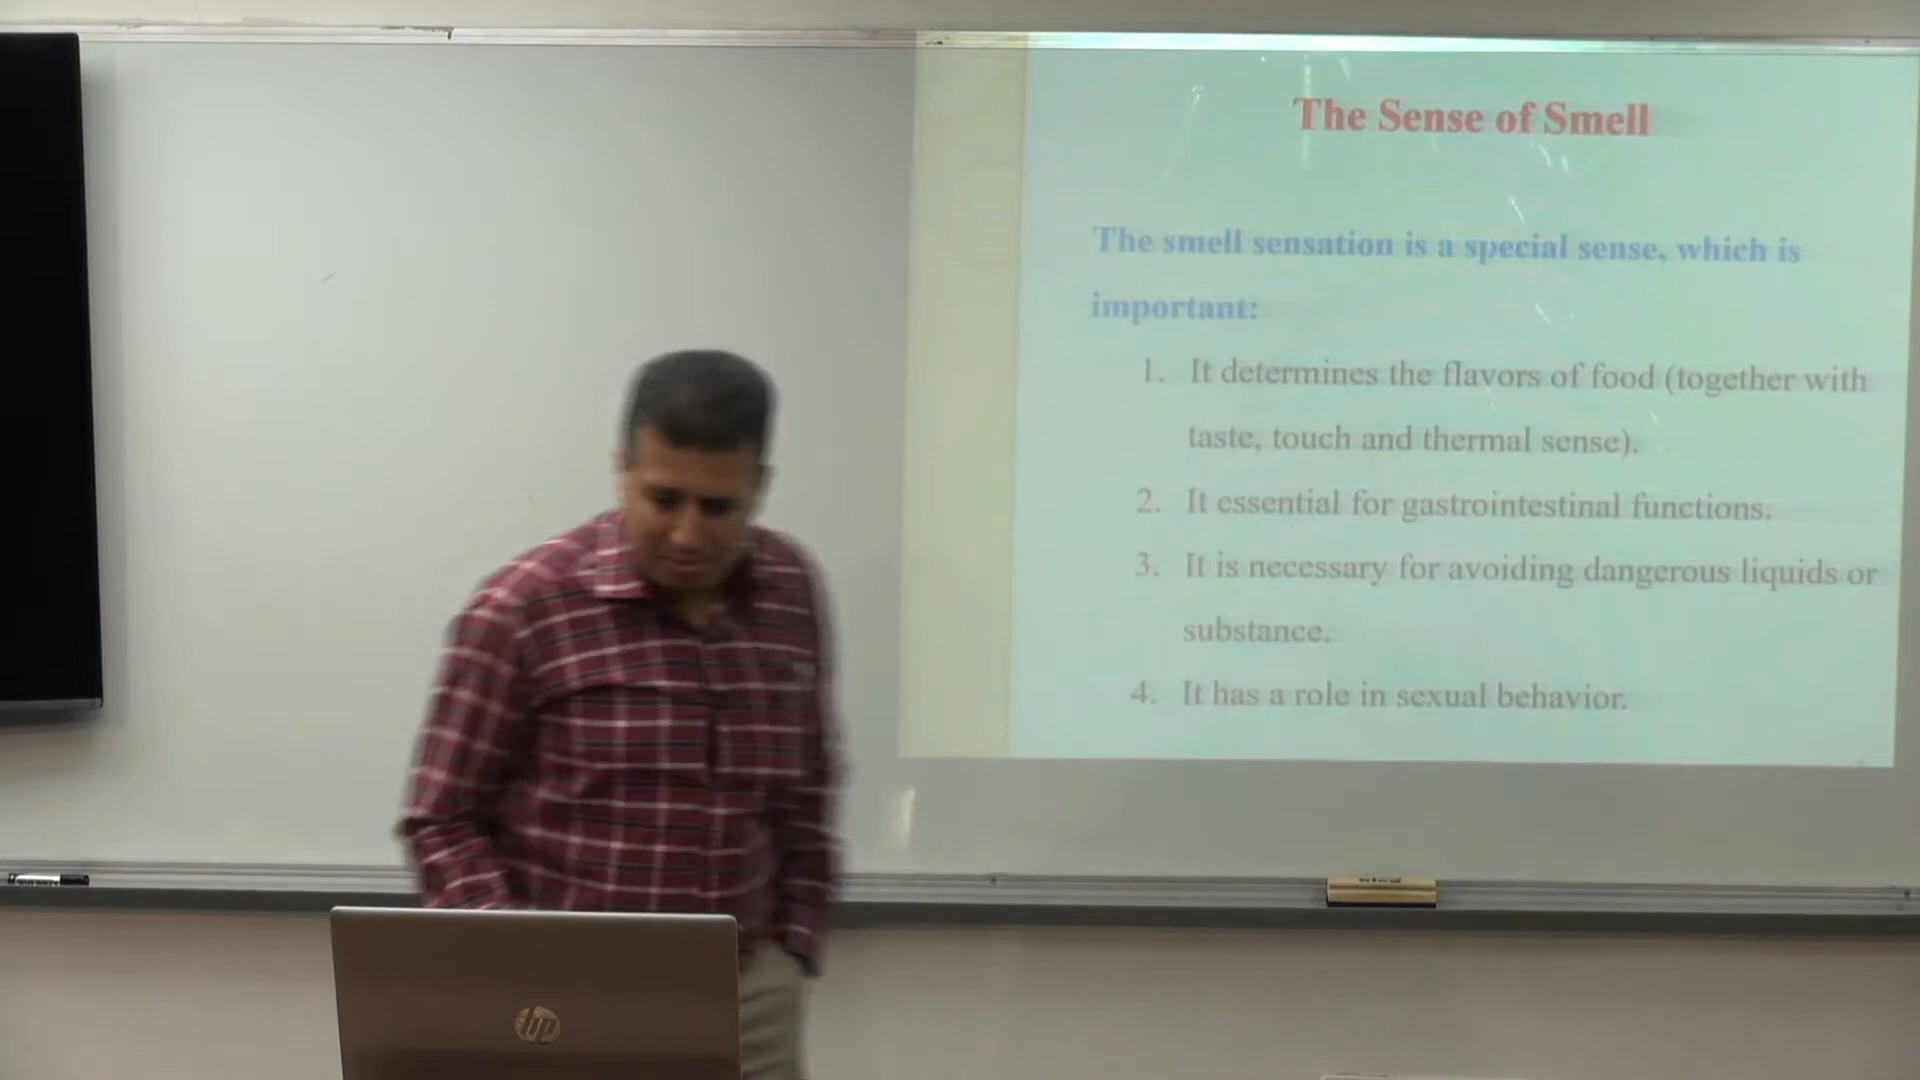 The Sense of Smell
The smell sensation is a special sense, which is
important:
1. It determines the flavors of food (together with
taste, touch and thermal sense).
2. It essential for gastrointestinal functions.
3. It is necessary for avoiding dangerous liquids or
substance.
4. It has a role in sexual behavior.
hp